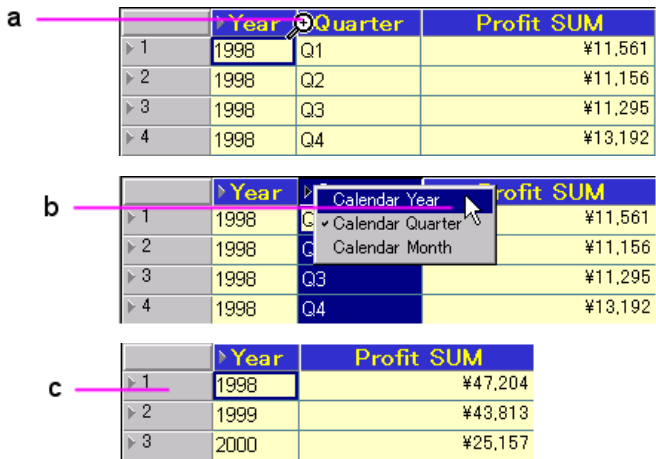 a
Year Quarter Profit SUM
1 1998 Q1 ¥11,561
2 1998 Q2 ¥11,156
3 1998 Q3 ¥11,295
4 1998 Q4 ¥13,192
b
Year rofit SUM
Calendar Year
1 1998 Q ¥11,561
Calendar Quarter
2 1998 Q ¥11,156
Calendar Month
3 1998 Q3 ¥11,295
4 1998 Q4 ¥13,192
c
Year Profit SUM
1 1998 ¥47,204
2 1999 ¥43,813
3 2000 ¥25,157